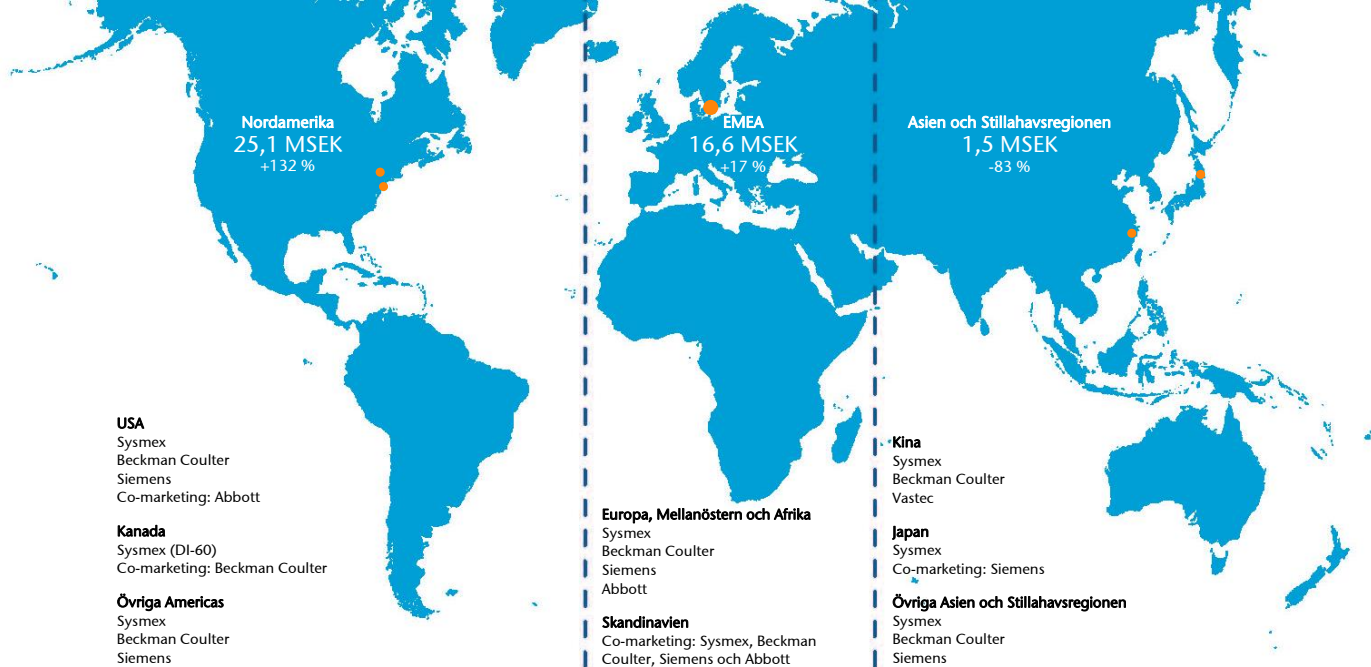 Nordamerika
25,1 MSEK
+132 %
EMEA
16,6 MSEK
+17 %
Asien och Stillahavsregionen
1,5 MSEK
-83 %
USA
Sysmex
Beckman Coulter
Siemens
Co-marketing: Abbott
Kanada
Sysmex (DI-60)
Co-marketing: Beckman Coulter
Övriga Americas
Sysmex
Beckman Coulter
Siemens
Europa, Mellanöstern och Afrika
Sysmex
Beckman Coulter
Siemens
Abbott
Skandinavien
Co-marketing: Sysmex, Beckman
Coulter, Siemens och Abbott
Kina
Sysmex
Beckman Coulter
Vastec
Japan
Sysmex
Co-marketing: Siemens
Övriga Asien och Stillahavsregionen
Sysmex
Beckman Coulter
Siemens